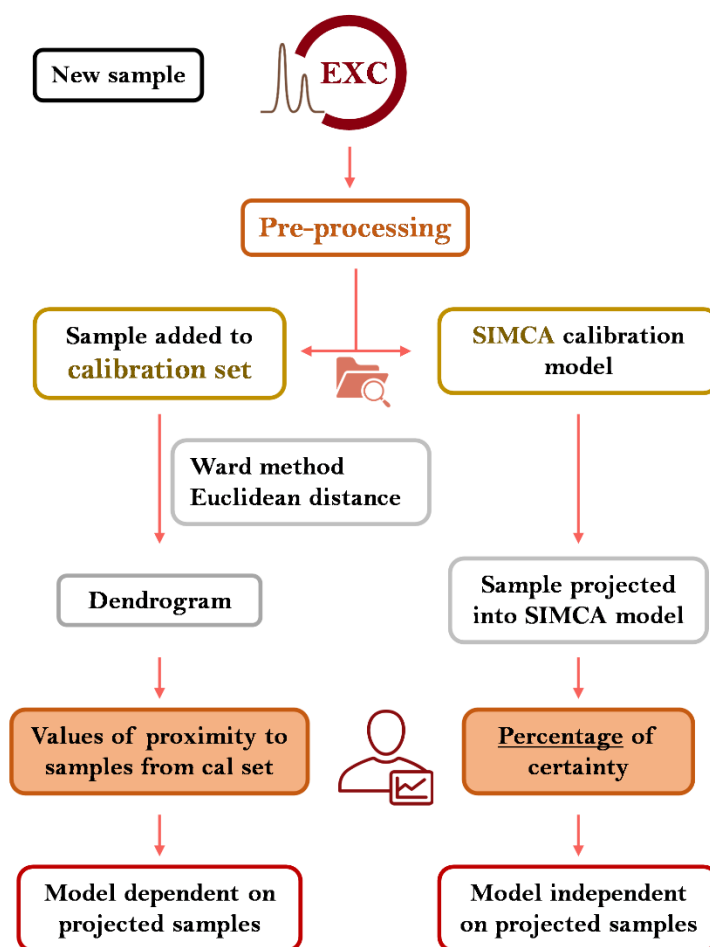 New sample
EXC
Pre-processing
Sample added to
calibration set
SIMCA calibration
model
Ward method
Euclidean distance
Dendrogram
Sample projected
into SIMCA model
Values of proximity to
samples from cal set
Percentage of
certainty
Model dependent on
projected samples
Model independent
on projected samples